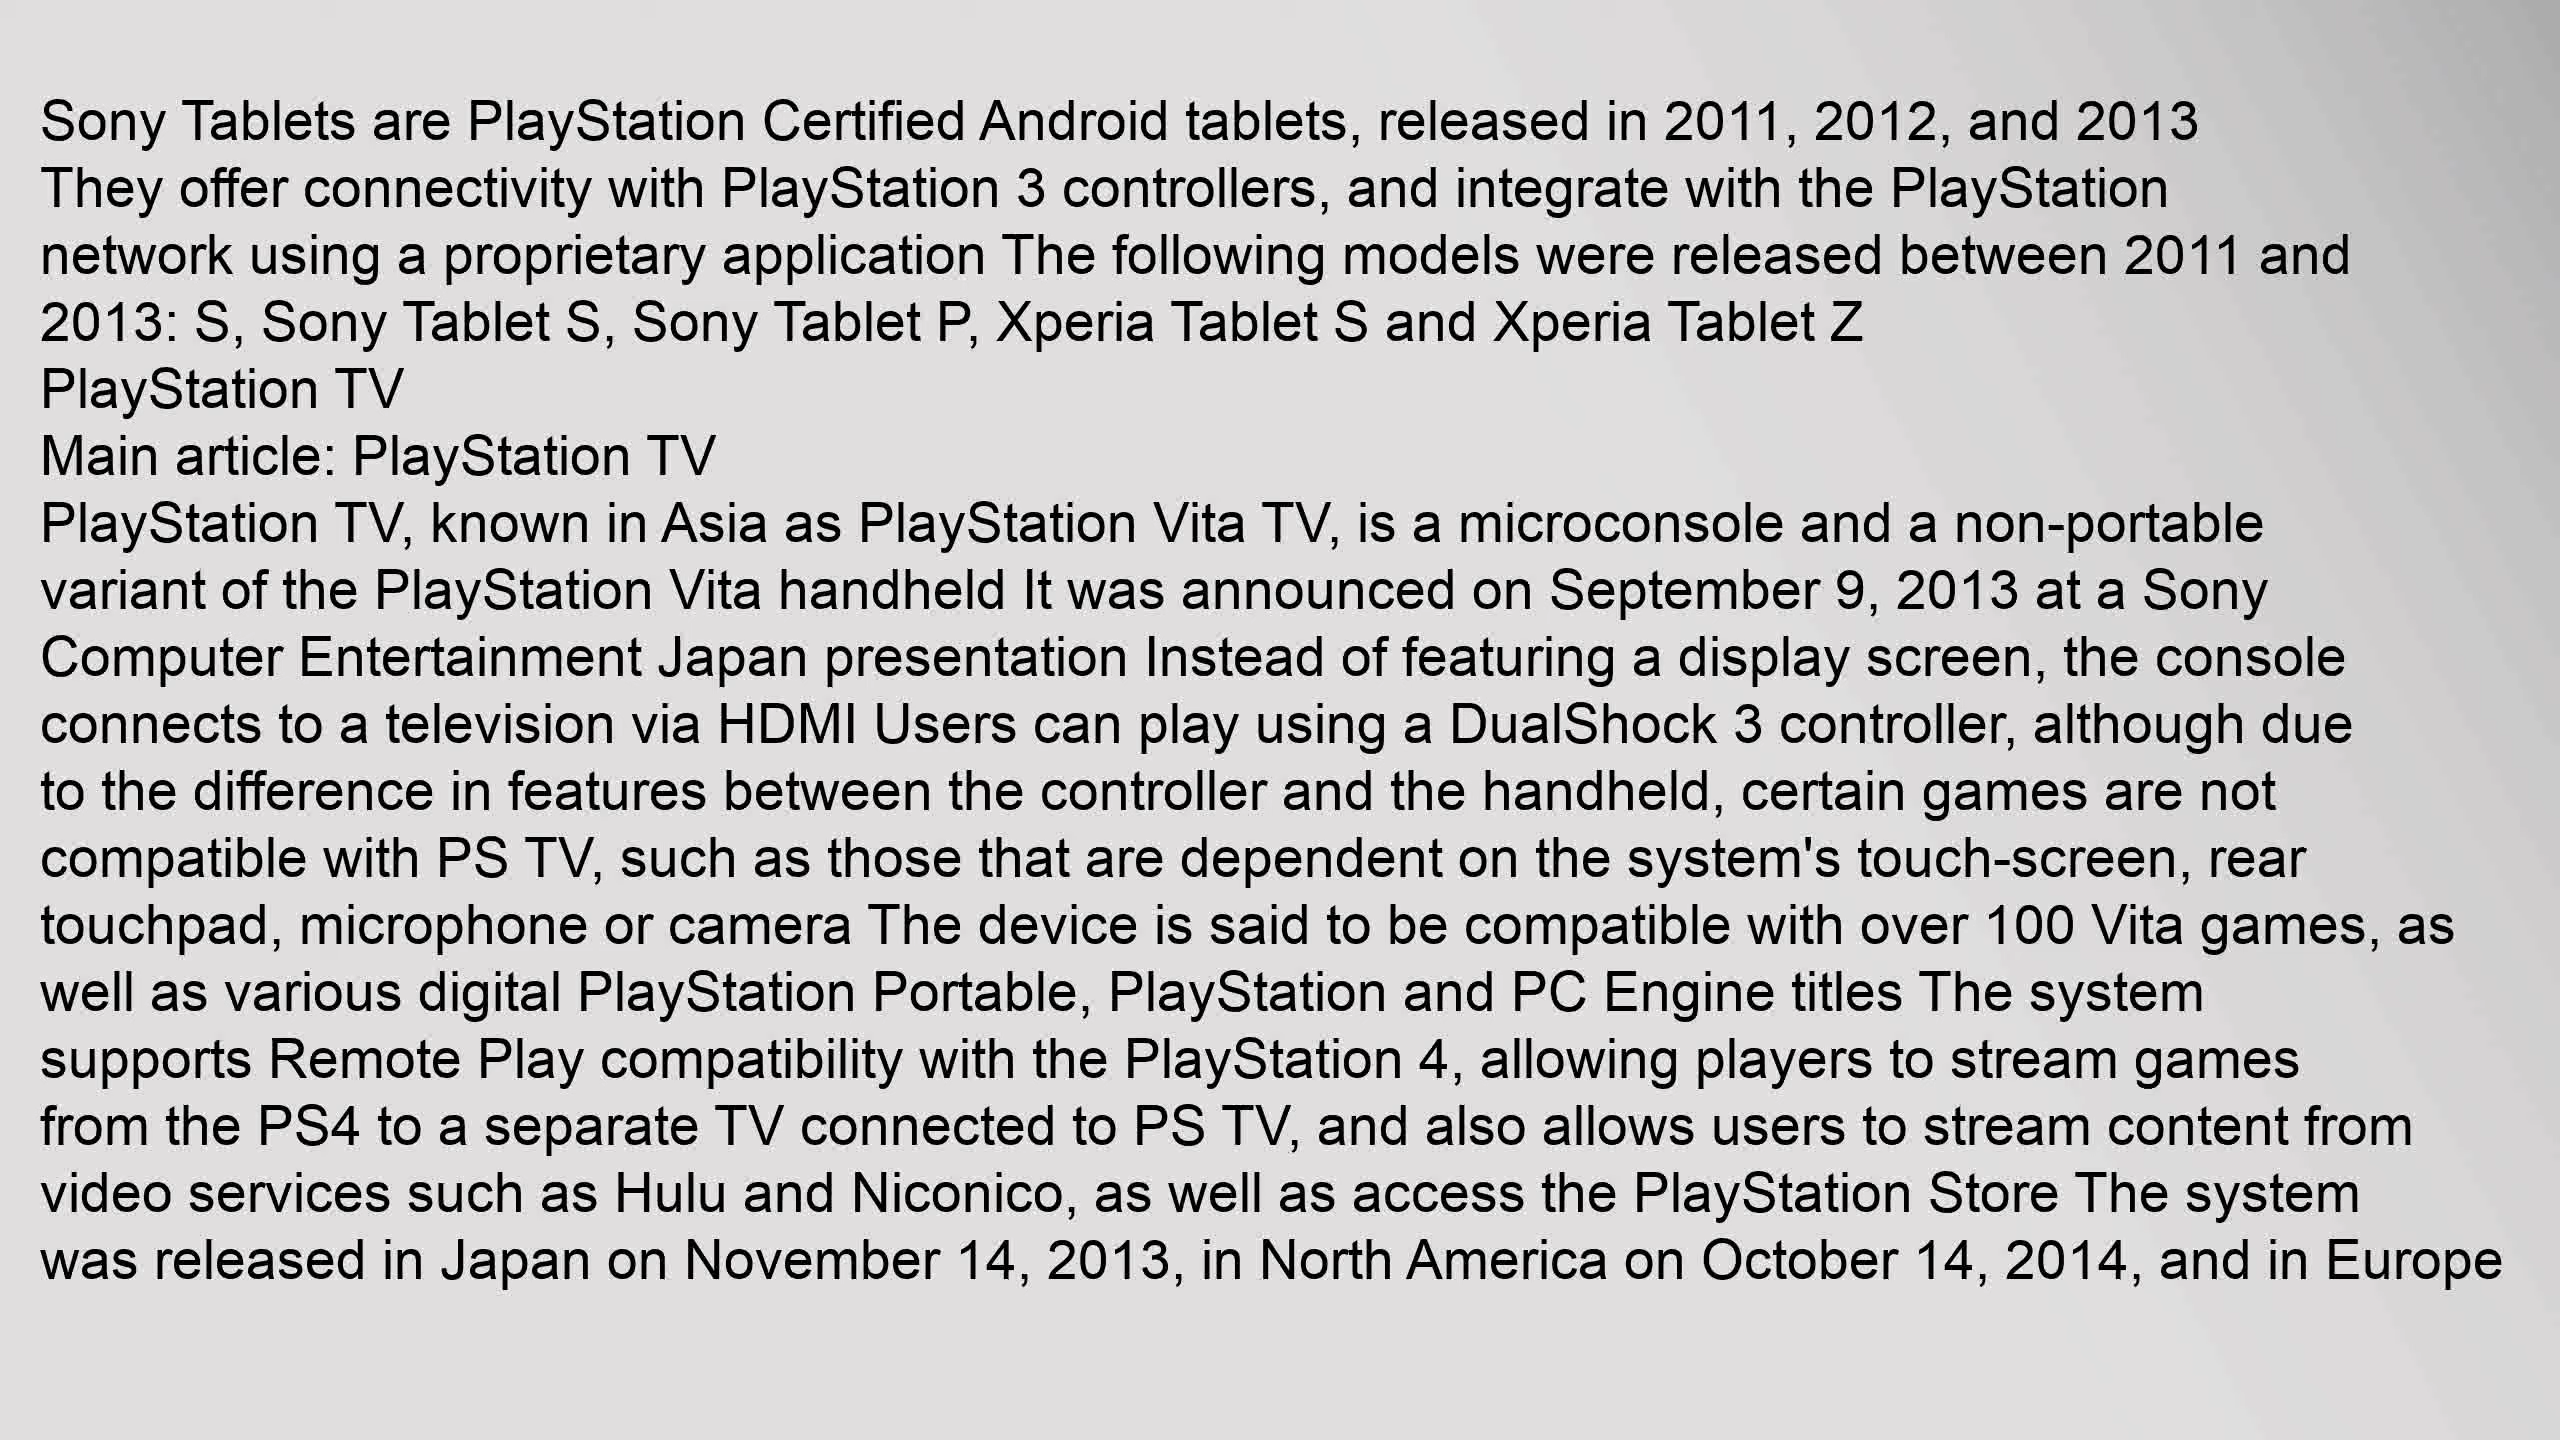 Sony Tablets are PlayStation Certified Android tablets, released in 2011, 2012, and 2013
They offer connectivity with PlayStation 3 controllers, and integrate with the PlayStation
network using a proprietary application The following models were released between 2011 and
2013: S, Sony Tablet S, Sony Tablet P, Xperia Tablet S and Xperia Tablet Z
PlayStation TV
Main article: PlayStation TV
PlayStation TV, known in Asia as PlayStation Vita TV, is a microconsole and a non-portable
variant of the PlayStation Vita handheld It was announced on September 9, 2013 at a Sony
Computer Entertainment Japan presentation Instead of featuring a display screen, the console
connects to a television via HDMI Users can play using a DualShock 3 controller, although due
to the difference in features between the controller and the handheld, certain games are not
compatible with PS TV, such as those that are dependent on the system's touch-screen, rear
touchpad, microphone or camera The device is said to be compatible with over 100 Vita games, as
well as various digital PlayStation Portable, PlayStation and PC Engine titles The system
supports Remote Play compatibility with the PlayStation 4, allowing players to stream games
from the PS4 to a separate TV connected to PS TV, and also allows users to stream content from
video services such as Hulu and Niconico, as well as access the PlayStation Store The system
was released in Japan on November 14, 2013, in North America on October 14, 2014, and in Europe